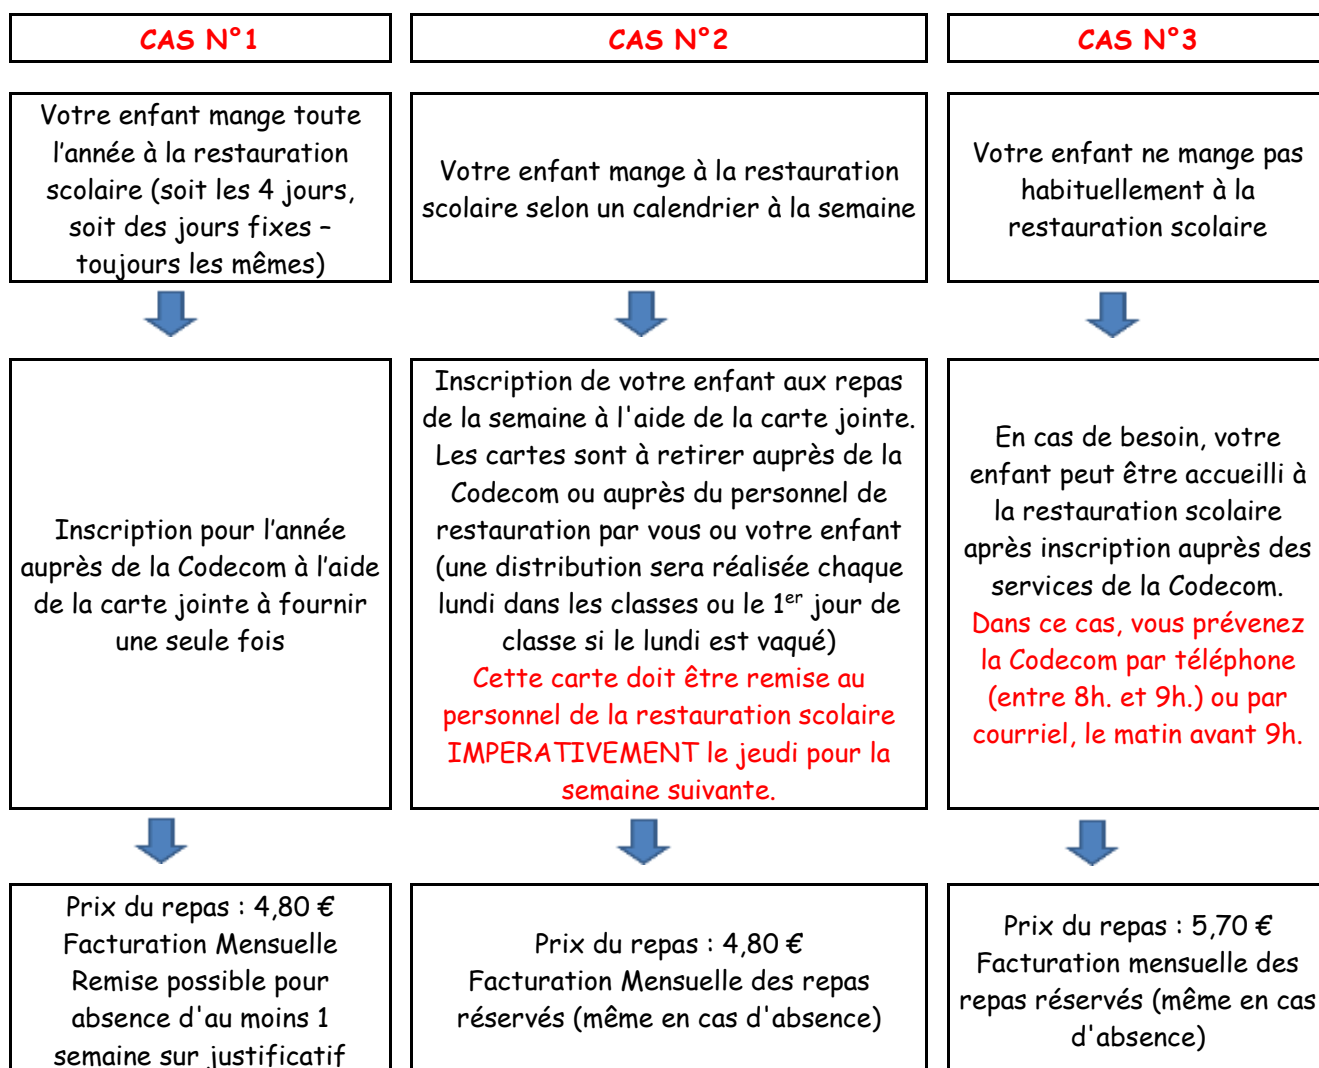 CAS N°1
Votre enfant mange toute
l'année à la restauration
scolaire (soit les 4 jours,
soit des jours fixes –
toujours les mêmes)
Inscription pour l'année
auprès de la Codecom à l'aide
de la carte jointe à fournir
une seule fois
Prix du repas : 4,80 €
Facturation Mensuelle
Remise possible pour
absence d'au moins 1
semaine sur justificatif
CAS N°2
Votre enfant mange à la restauration
scolaire selon un calendrier à la semaine
Inscription de votre enfant aux repas
de la semaine à l'aide de la carte jointe.
Les cartes sont à retirer auprès de la
Codecom ou auprès du personnel de
restauration par vous ou votre enfant
(une distribution sera réalisée chaque
lundi dans les classes ou le 1er jour de
classe si le lundi est vaqué)
Cette carte doit être remise au
personnel de la restauration scolaire
IMPERATIVEMENT le jeudi pour la
semaine suivante.
Prix du repas : 4,80 €
Facturation Mensuelle des repas
réservés (même en cas d'absence)
CAS N°3
Votre enfant ne mange pas
habituellement à la
restauration scolaire
En cas de besoin, votre
enfant peut être accueilli à
la restauration scolaire
après inscription auprès des
services de la Codecom.
Dans ce cas, vous prévenez
la Codecom par téléphone
(entre 8h. et 9h.) ou par
courriel, le matin avant 9h.
Prix du repas : 5,70 €
Facturation mensuelle des
repas réservés (même en cas
d'absence)